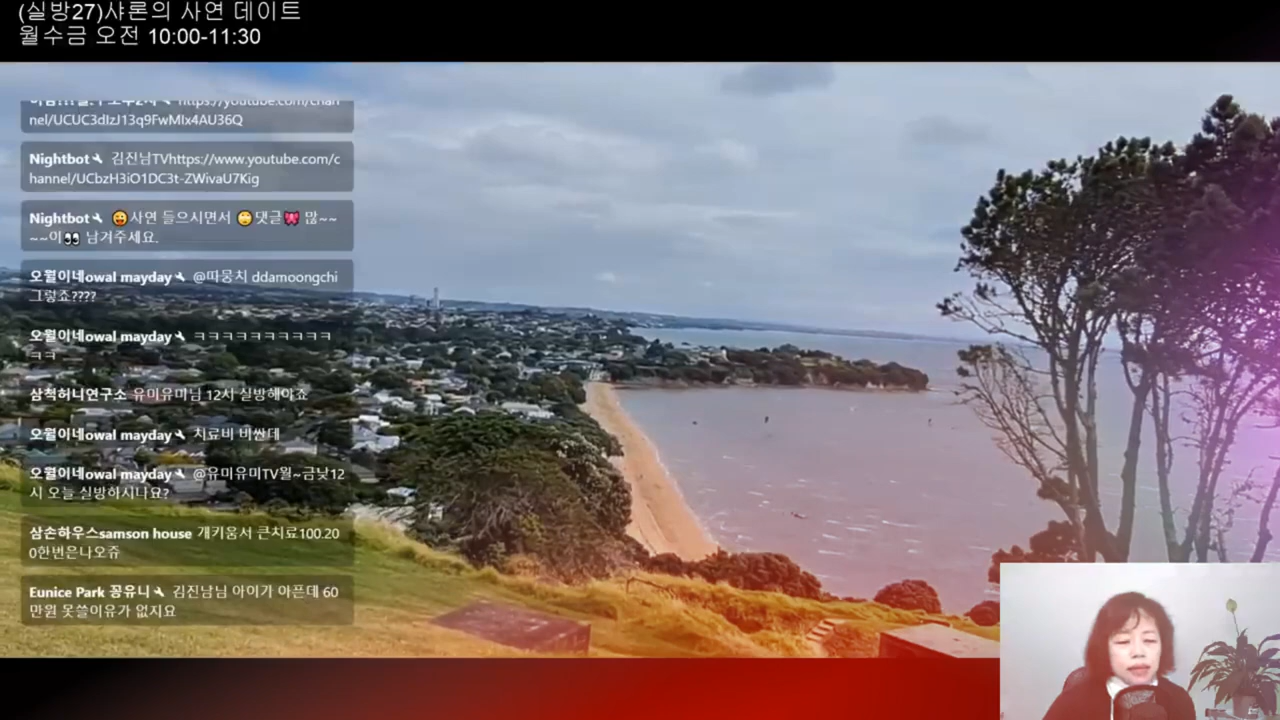 (실방27)샤론의 사연 데이트
월수금 오전 10:00-11:30
https://youtube.com/chan
nel/UCUC3dIzJ13q9FwMIx4AU36Q
Nightbot 김진남TVhttps://www.youtube.com/c
hannel/UCbzH3iO1DC3t-ZWivaU7Kig
Nightbot 😜사연 들으시면서 🙄댓글🎀 많~~
~~이👀 남겨주세요.
오월이네owal mayday @따뭉치 ddamoongchi
그렇죠????
오월이네owal mayday ㅋㅋㅋㅋㅋㅋㅋㅋㅋㅋ
ㅋㅋ
삼척허니연구소 유미유미님 12시 실방해야죠
오월이네owal mayday 치료비 비싼데
오월이네owal mayday @유미유미TV월~금낮12
시 오늘 실방하시나요?
삼손하우스samson house 개키움서 큰치료100.20
0한번은나오쥬
Eunice Park 꽁유니 김진남님 아이가 아픈데 60
만원 못쓸이유가 없지요